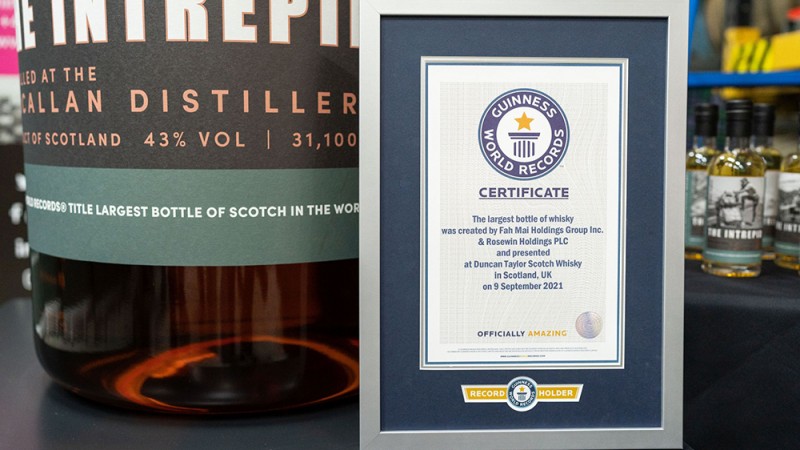 THE INTREPI
LLED AT THE
CALLAN DISTILLER
CT OF SCOTLAND 43% VOL | 31,100
RECORDS® TITLE LARGEST BOTTLE OF SCOTCH IN THE WOR
GUINNESS
WORLD RECORDS
CERTIFICATE
The largest bottle of whisky
was created by Fah Mai Holdings Group Inc.
& Rosewin Holdings PLC
and presented
at Duncan Taylor Scotch Whisky
in Scotland, UK
on 9 September 2021
OFFICIALLY AMAZING
RECORD HOLDER
THE INTREPID